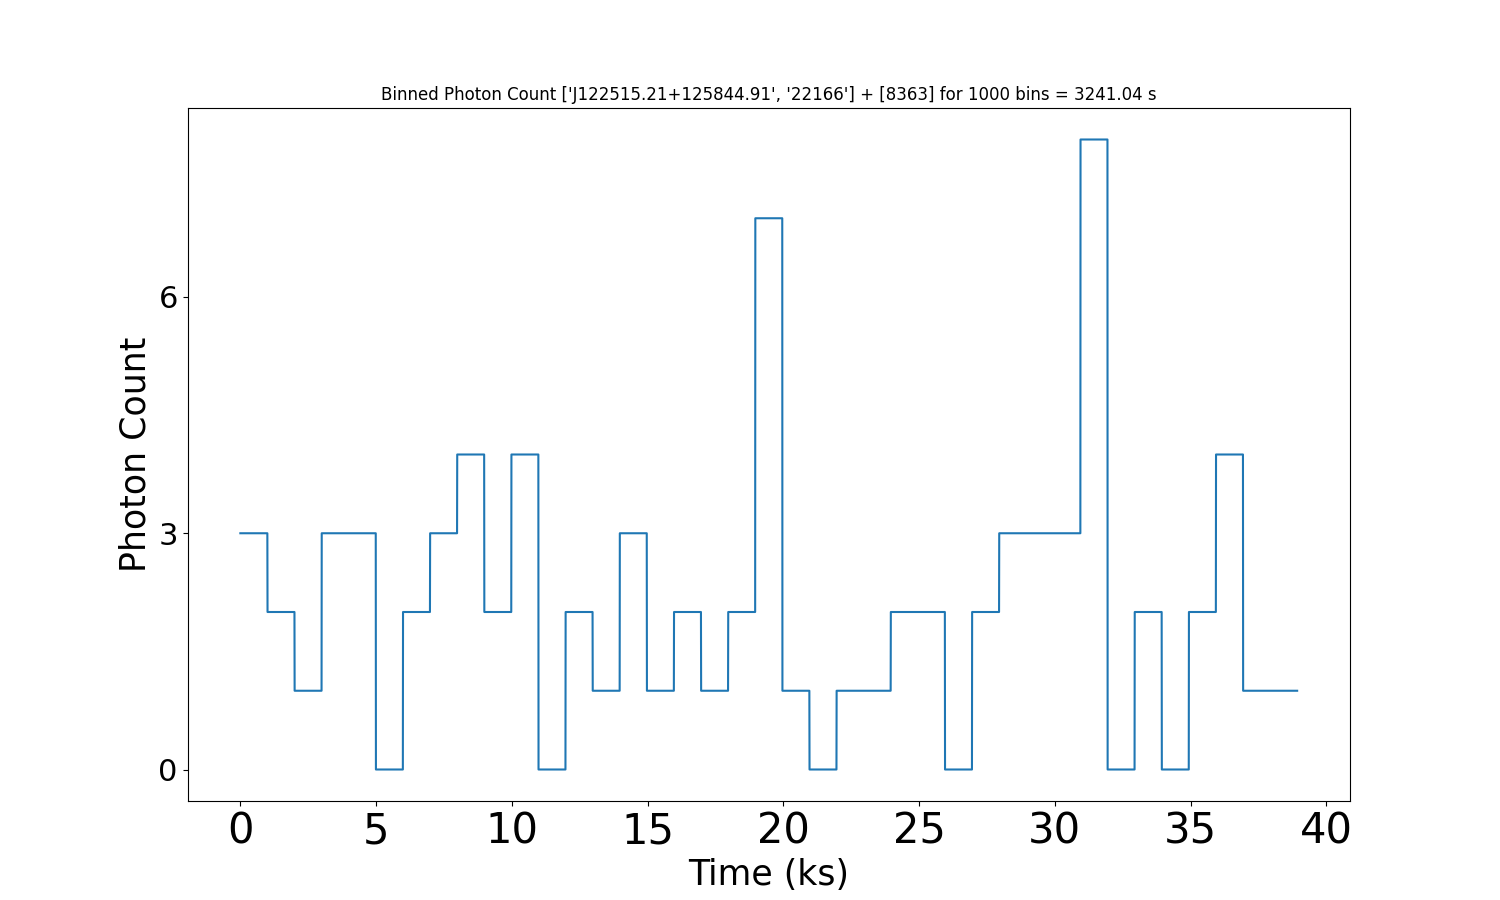 Binned Photon Count ['J122515.21+125844.91', '22166'] + [8363] for 1000 bins = 3241.04 s
Photon Count
6
3
0
0 5 10 15 20 25 30 35 40
Time (ks)